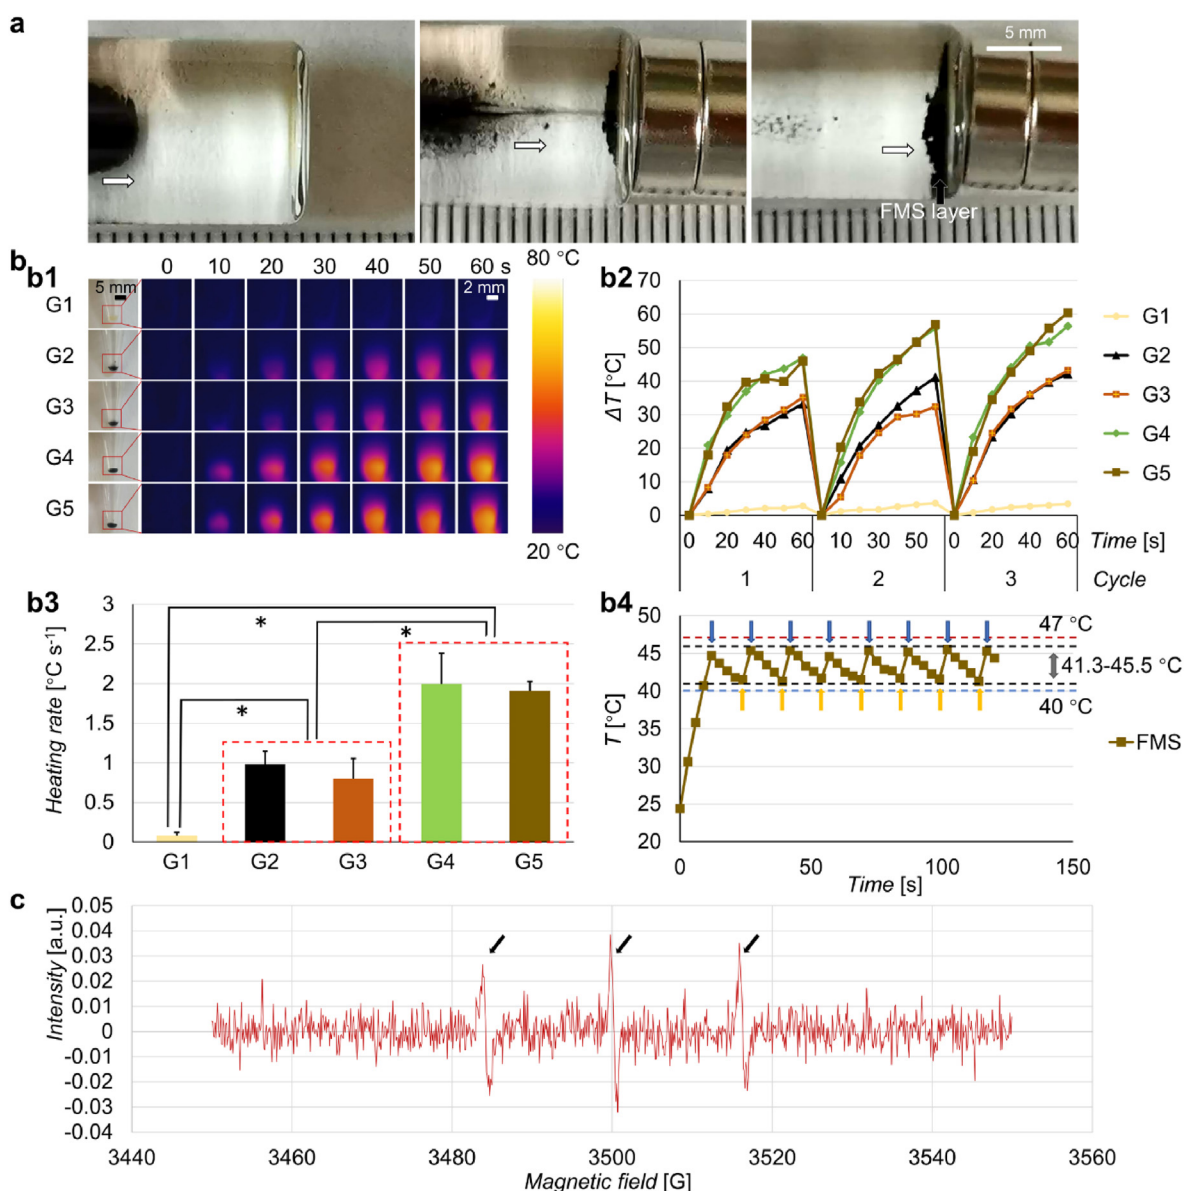 a
5 mm
FMS layer
b
b1
0 10 20 30 40 50 60 s
80 °C
5 mm
2 mm
G1
G2
G3
G4
G5
20 °C
b2
ΔT [°C]
70
60
50
40
30
20
10
0
0 20 40 60 10 30 50 0 20 40 60 Time [s]
1 2 3 Cycle
G1
G2
G3
G4
G5
b3
Heating rate [°C s-1]
3
2.5
2
1.5
1
0.5
0
*
*
*
G1 G2 G3 G4 G5
b4
T [°C]
50
45
40
35
30
25
20
47 °C
41.3-45.5 °C
40 °C
FMS
0 50 100 150
Time [s]
c
Intensity [a.u.]
0.05
0.04
0.03
0.02
0.01
0
-0.01
-0.02
-0.03
-0.04
3440 3460 3480 3500 3520 3540 3560
Magnetic field [G]